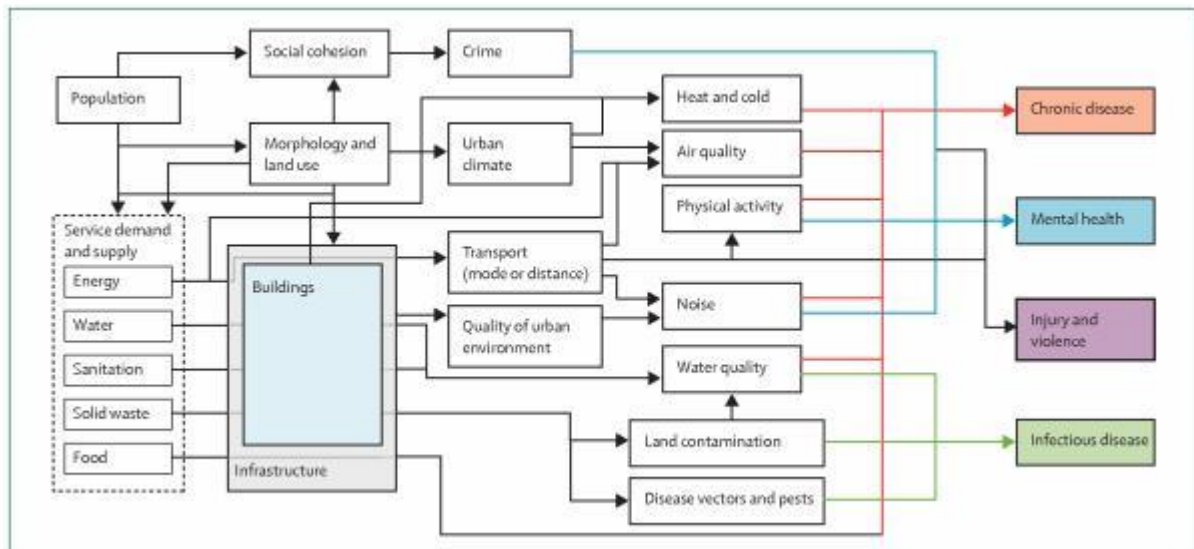 Social cohesion
Crime
Population
Heat and cold
Chronic disease
Morphology and
land use
Urban
climate
Air quality
Physical activity
Mental health
Service demand
and supply
Energy
Buildings
Transport
(mode or distance)
Water
Noise
Quality of urban
environment
Injury and
violence
Sanitation
Water quality
Solid waste
Land contamination
Infectious disease
Food
Infrastructure
Disease vectors and pests